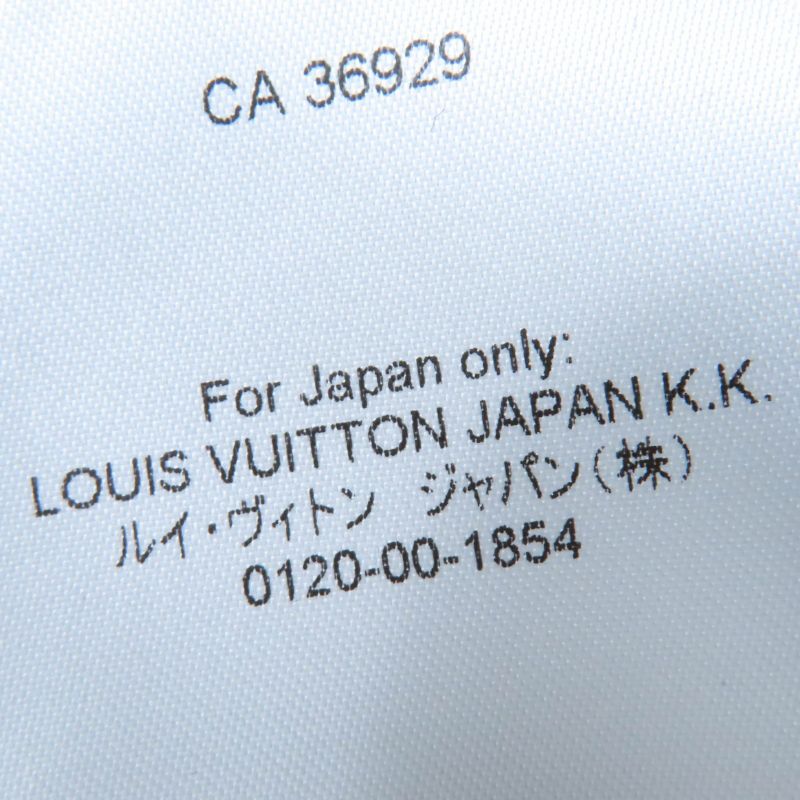 CA 36929
For Japan only:
LOUIS VUITTON JAPAN K.K.
ルイ・ヴィトン ジャパン(株)
0120-00-1854